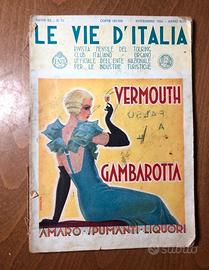 LE VIE D'ITALIA
RIVISTA MENSILE DEL TOURING
CLUB ITALIANO - ORGANO
UFFICIALE DELL'ENTE NAZIONALE
PER LE INDUSTRIE TURISTICHE
VERMOUTH
GAMBAROTTA
AMARO-SPUMANTI-LIQUORI
Subito